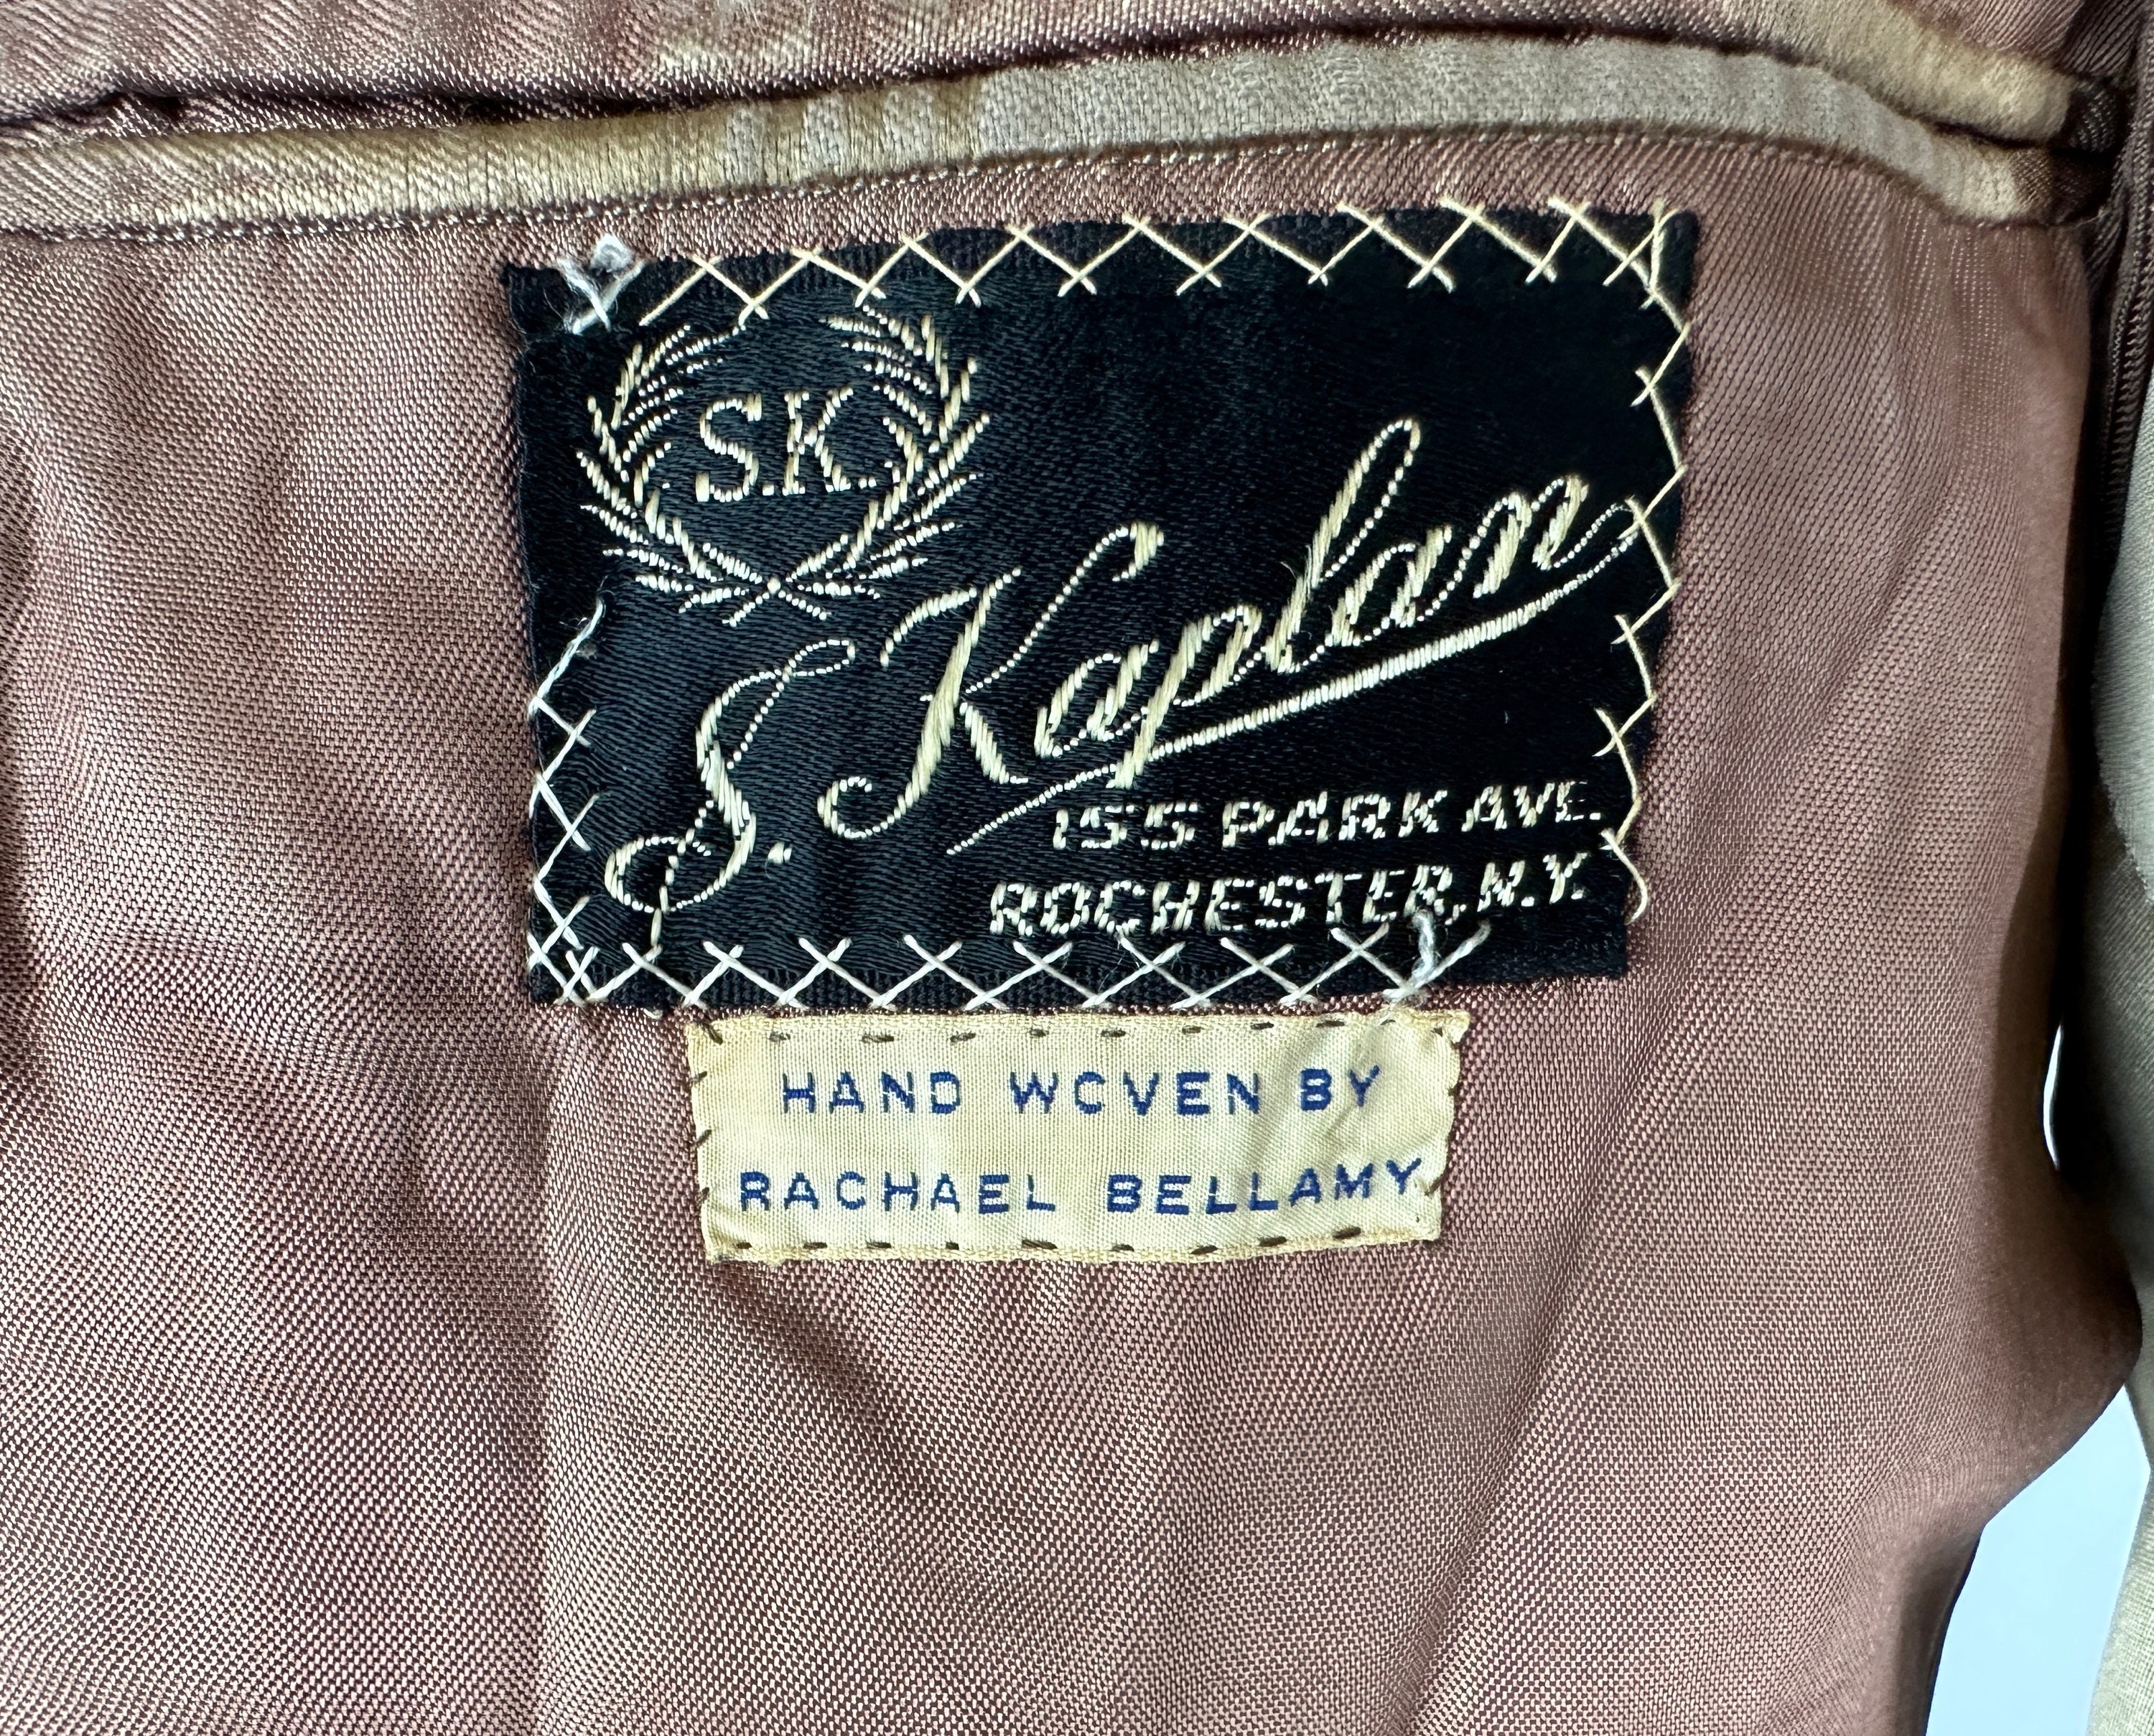 S.K.
S. Kaplan
155 PARK AVE.
ROCHESTER, N.Y.
HAND WOVEN BY
RACHAEL BELLAMY